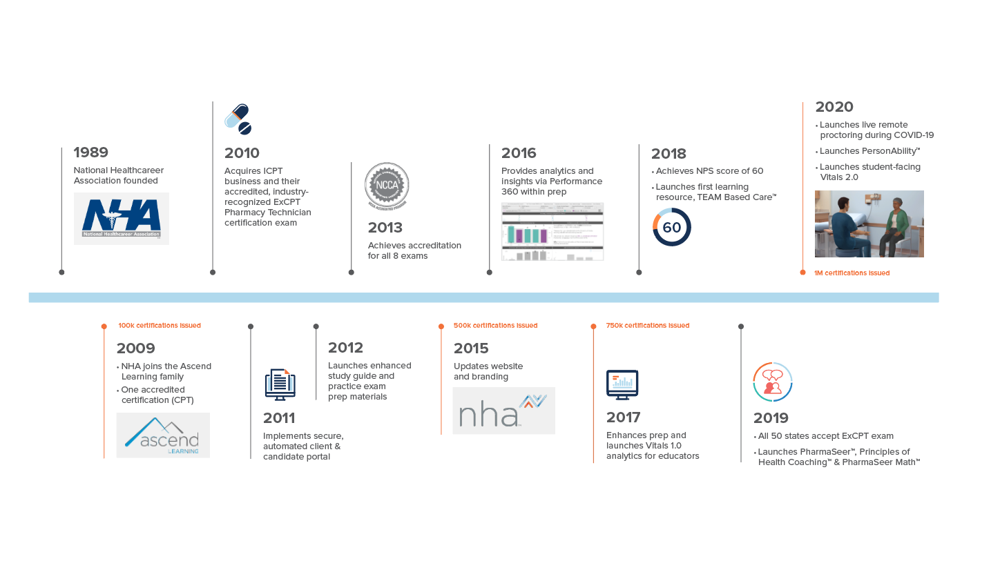 1989
National Healthcareer
Association founded
NHA
National Healthcareer Association
2010
Acquires ICPT
business and their
accredited, industry-
recognized ExCPT
Pharmacy Technician
certification exam
NCCA
NCCA ACCREDITED PROGRAM
2013
Achieves accreditation
for all 8 exams
2016
Provides analytics and
insights via Performance
360 within prep
2018
• Achieves NPS score of 60
• Launches first learning
resource, TEAM Based Care™
60
2020
• Launches live remote
proctoring during COVID-19
• Launches PersonAbility™
• Launches student-facing
Vitals 2.0
1M certifications issued
100k certifications issued
2009
• NHA joins the Ascend
Learning family
• One accredited
certification (CPT)
ascend
LEARNING
2011
Implements secure,
automated client &
candidate portal
2012
Launches enhanced
study guide and
practice exam
prep materials
500k certifications issued
2015
Updates website
and branding
nha
750k certifications issued
2017
Enhances prep and
launches Vitals 1.0
analytics for educators
2019
• All 50 states accept ExCPT exam
• Launches PharmaSeer™, Principles of
Health Coaching™ & PharmaSeer Math™